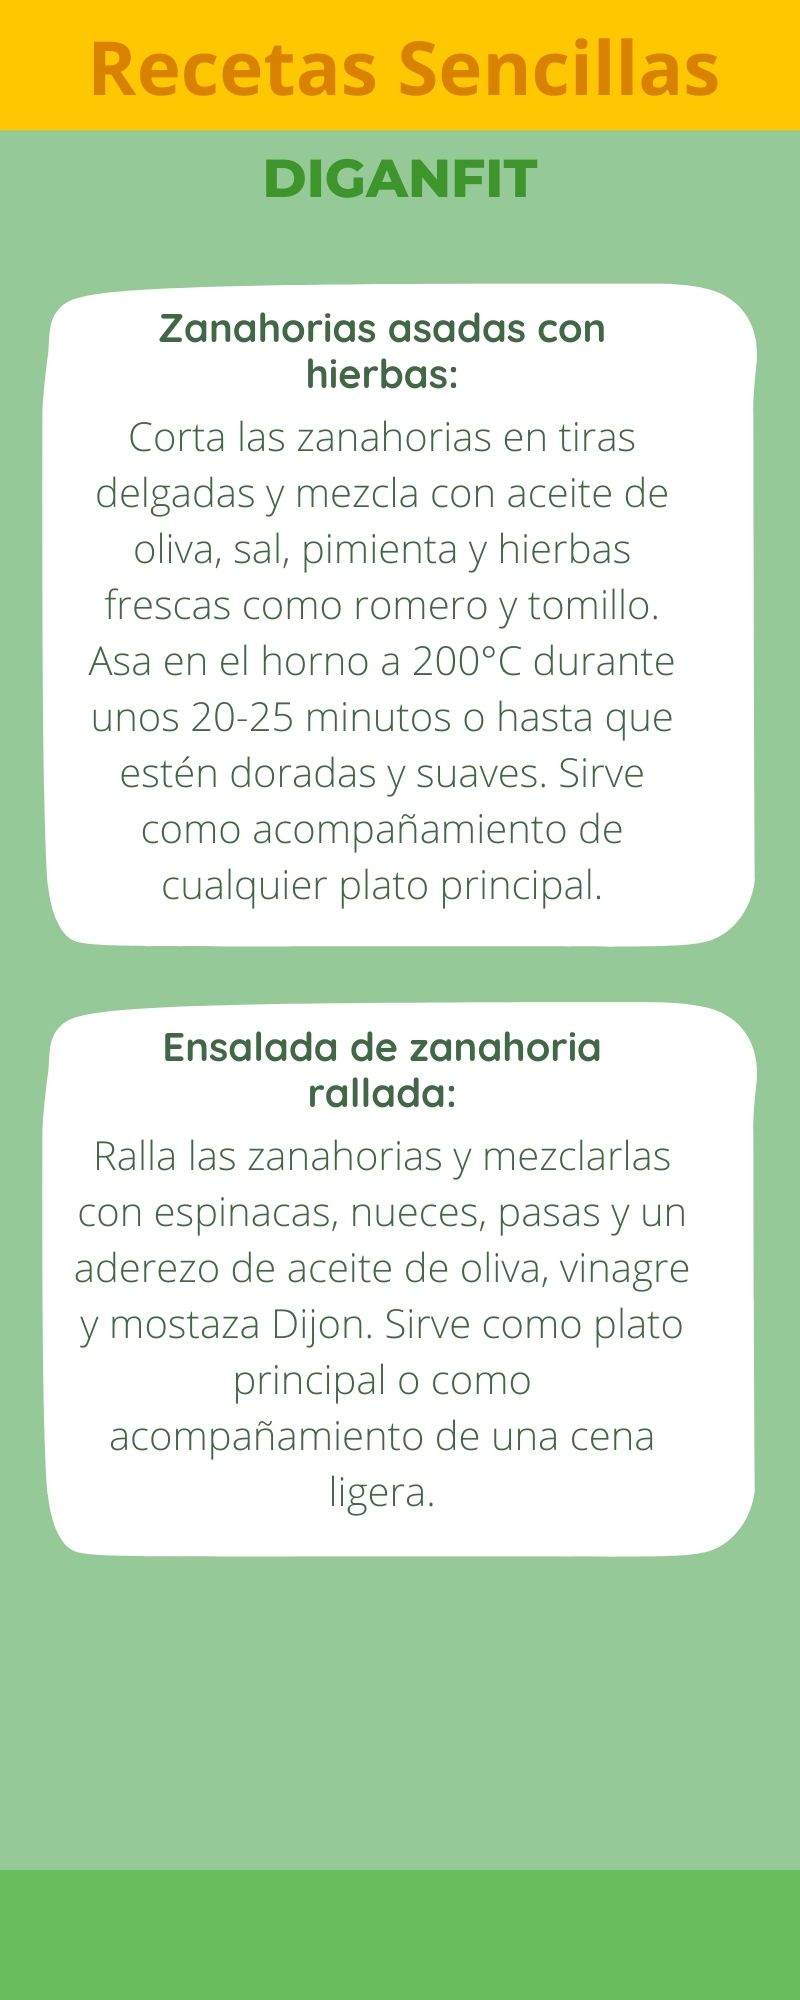 Recetas Sencillas
DIGANFIT
Zanahorias asadas con
hierbas:
Corta las zanahorias en tiras
delgadas y mezcla con aceite de
oliva, sal, pimienta y hierbas
frescas como romero y tomillo.
Asa en el horno a 200°C durante
unos 20-25 minutos o hasta que
estén doradas y suaves. Sirve
como acompañamiento de
cualquier plato principal.
Ensalada de zanahoria
rallada:
Ralla las zanahorias y mezclarlas
con espinacas, nueces, pasas y un
aderezo de aceite de oliva, vinagre
y mostaza Dijon. Sirve como plato
principal o como
acompañamiento de una cena
ligera.